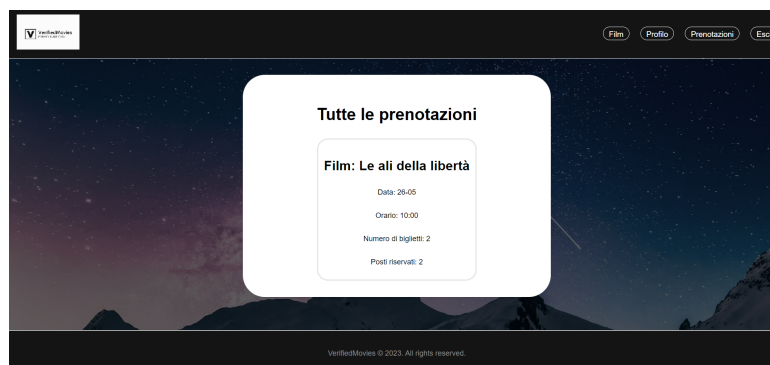 VerifiedMovies
Film
Profilo
Prenotazioni
Esc
Tutte le prenotazioni
Film: Le ali della libertà
Data: 26-05
Orario: 10:00
Numero di biglietti: 2
Posti riservati: 2
VerifiedMovies © 2023. All rights reserved.